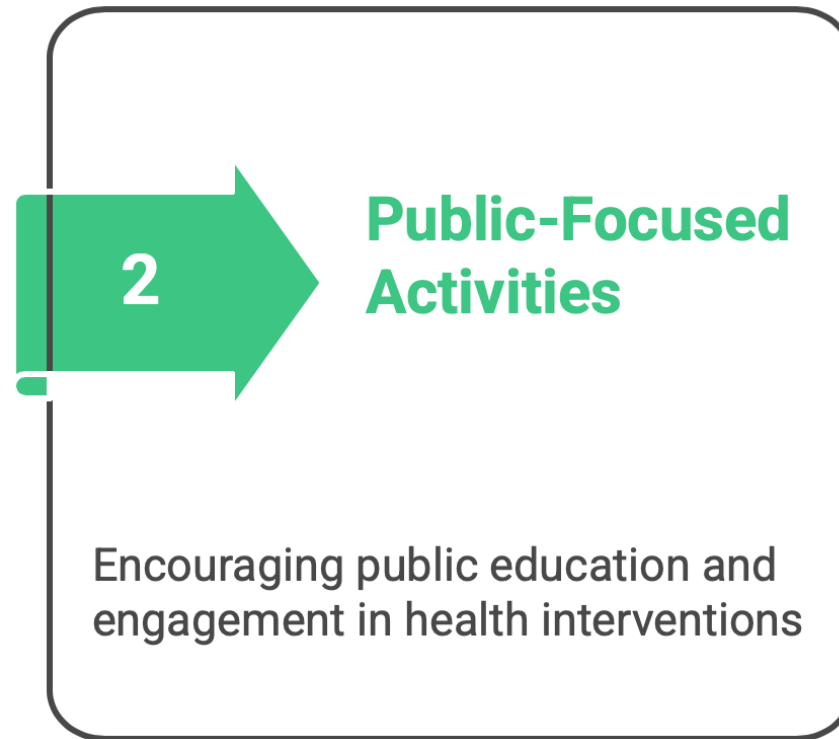 2
Public-Focused
Activities
Encouraging public education and
engagement in health interventions